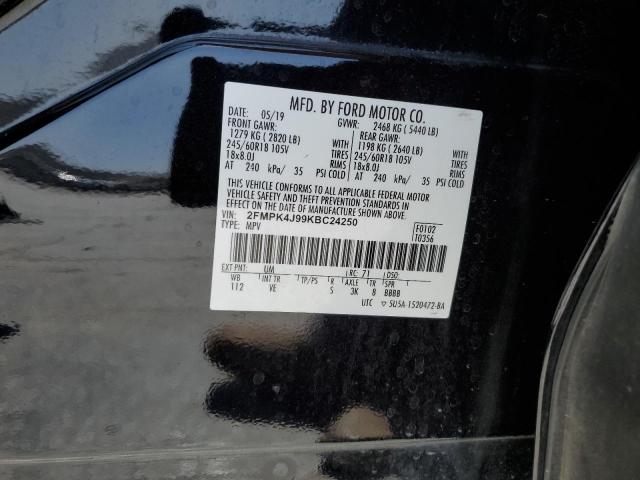 MFD. BY FORD MOTOR CO.
DATE: 05/19 GVWR: 2468 KG ( 5440 LB)
FRONT GAWR: REAR GAWR:
1279 KG ( 2820 LB) 1198 KG ( 2640 LB)
245/60R18 105V WITH TIRES 245/60R18 105V WITH TIRES
18x8.0J RIMS 18x8.0J RIMS
AT 240 kPa/ 35 PSI COLD AT 240 kPa/ 35 PSI COLD
THIS VEHICLE CONFORMS TO ALL APPLICABLE FEDERAL MOTOR
VEHICLE SAFETY AND THEFT PREVENTION STANDARDS IN
EFFECT ON THE DATE OF MANUFACTURE SHOWN ABOVE.
VIN: 2FMPK4J99KBC24250 F0102
TYPE: MPV T0356
EXT PNT: UM RC: 71 DSO:
WB INT TR TP/PS R AXLE TR SPR
112 VE S 3K 8 BBBB
UTC 5U5A-1520472-BA